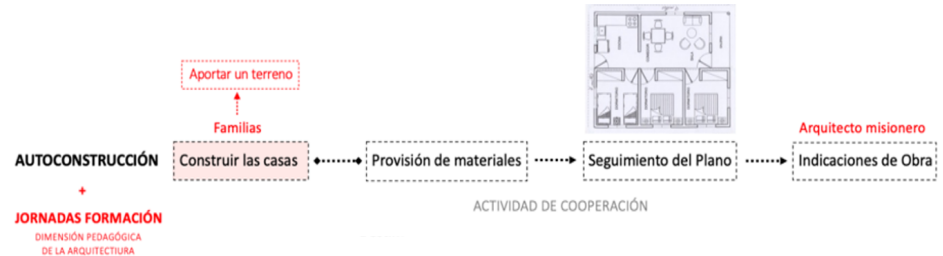 Aportar un terreno
Familias
Arquitecto misionero
AUTOCONSTRUCCIÓN
Construir las casas
Provisión de materiales
Seguimiento del Plano
Indicaciones de Obra
+
JORNADAS FORMACIÓN
ACTIVIDAD DE COOPERACIÓN
DIMENSIÓN PEDAGÓGICA
DE LA ARQUITECTIURA